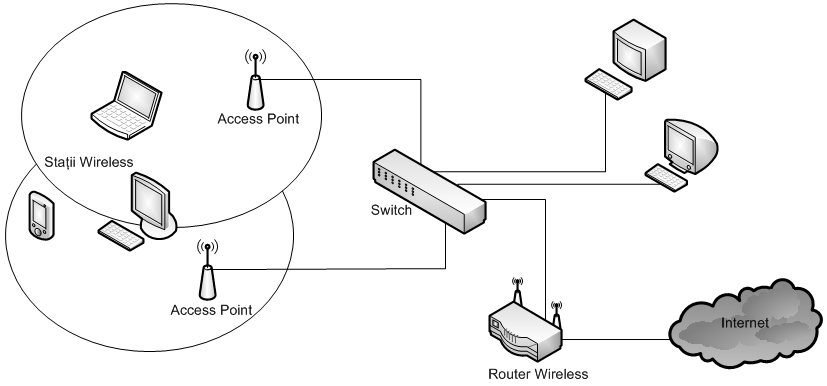 Access Point
Stații Wireless
Switch
Access Point
Internet
Router Wireless